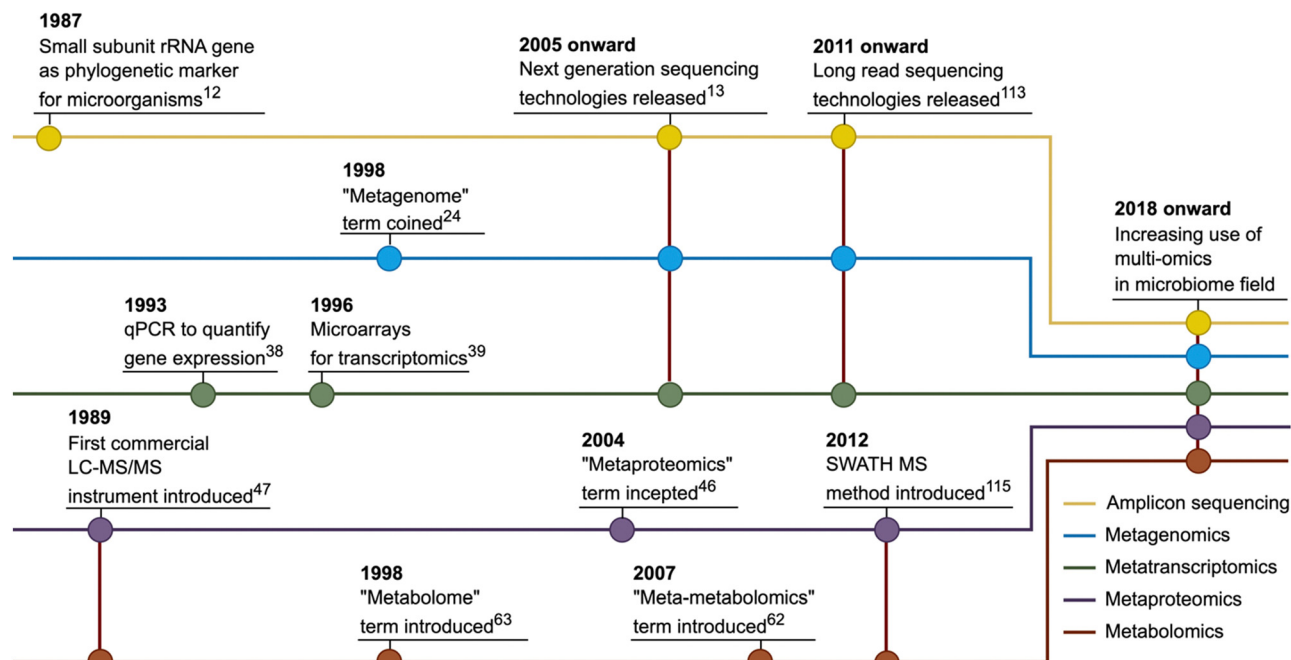 1987
Small subunit rRNA gene
as phylogenetic marker
for microorganisms12
2005 onward
Next generation sequencing
technologies released13
2011 onward
Long read sequencing
technologies released113
1998
"Metagenome"
term coined24
2018 onward
Increasing use of
multi-omics
in microbiome field
1993
qPCR to quantify
gene expression38
1996
Microarrays
for transcriptomics39
1989
First commercial
LC-MS/MS
instrument introduced47
2004
"Metaproteomics"
term incepted46
2012
SWATH MS
method introduced115
1998
"Metabolome"
term introduced63
2007
"Meta-metabolomics"
term introduced62
Amplicon sequencing
Metagenomics
Metatranscriptomics
Metaproteomics
Metabolomics